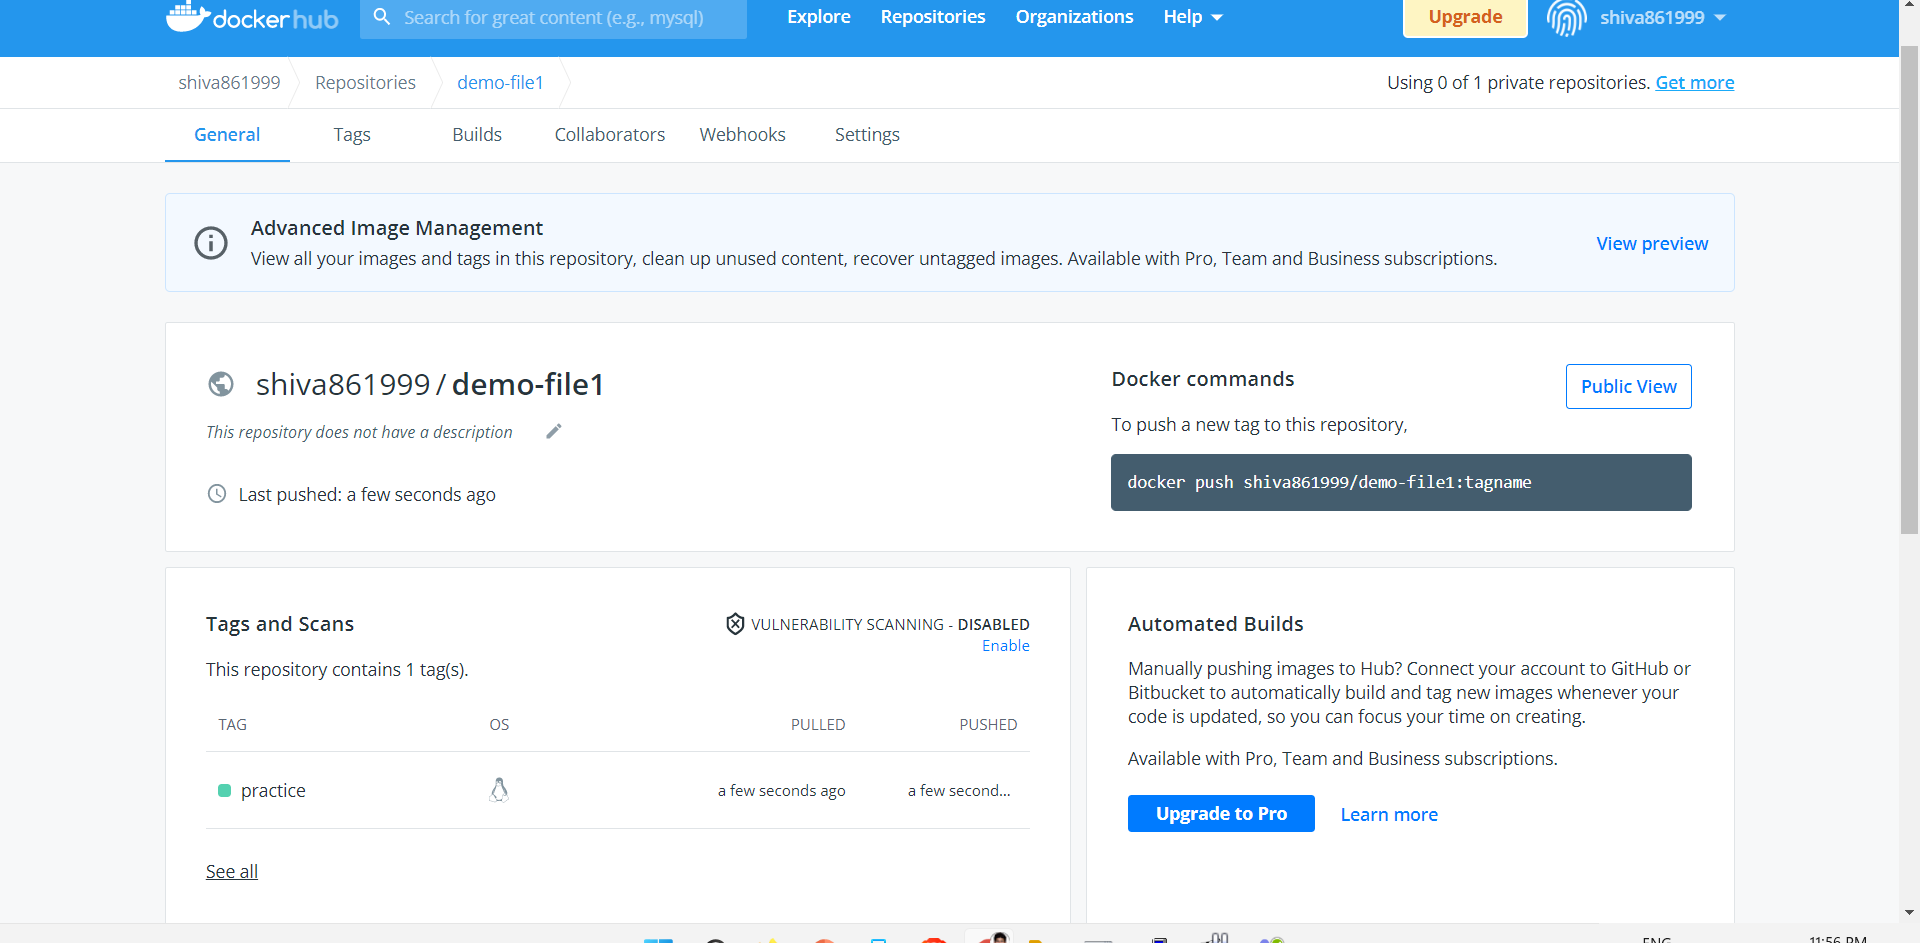 docker hub
Search for great content (e.g., mysql)
Explore
Repositories
Organizations
Help
Upgrade
shiva861999
shiva861999
Repositories
demo-file1
Using 0 of 1 private repositories. Get more
General
Tags
Builds
Collaborators
Webhooks
Settings
Advanced Image Management
View all your images and tags in this repository, clean up unused content, recover untagged images. Available with Pro, Team and Business subscriptions.
View preview
shiva861999 / demo-file1
This repository does not have a description
Last pushed: a few seconds ago
Docker commands
Public View
To push a new tag to this repository,
docker push shiva861999/demo-file1:tagname
Tags and Scans
VULNERABILITY SCANNING - DISABLED
Enable
This repository contains 1 tag(s).
TAG
OS
PULLED
PUSHED
practice
a few seconds ago
a few second...
See all
Automated Builds
Manually pushing images to Hub? Connect your account to GitHub or
Bitbucket to automatically build and tag new images whenever your
code is updated, so you can focus your time on creating.
Available with Pro, Team and Business subscriptions.
Upgrade to Pro
Learn more
ENG
11:56 PM